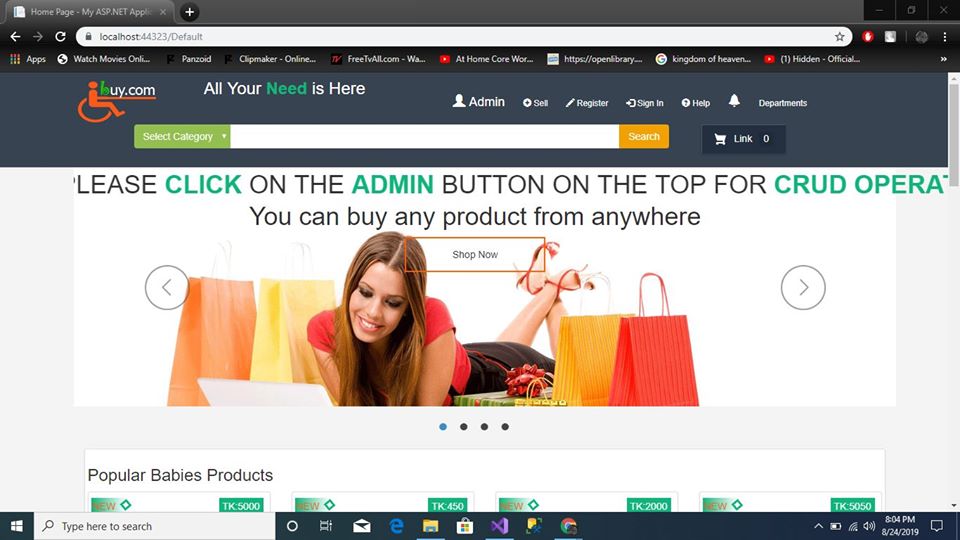 Home Page - My ASP.NET Applic
localhost:44323/Default
Apps Watch Movies Onli... Panzoid Clipmaker - Online... FreeTvAll.com - Wa... At Home Core Wor... https://openlibrary.... kingdom of heaven... (1) Hidden - Official...
buy.com
All Your Need is Here
Admin Sell Register Sign In Help Departments
Select Category Search Link 0
PLEASE CLICK ON THE ADMIN BUTTON ON THE TOP FOR CRUD OPERAT
You can buy any product from anywhere
Shop Now
Popular Babies Products
NEW TK:5000 NEW TK:450 NEW TK:2000 NEW TK:5050
Type here to search
8:04 PM
8/24/2019